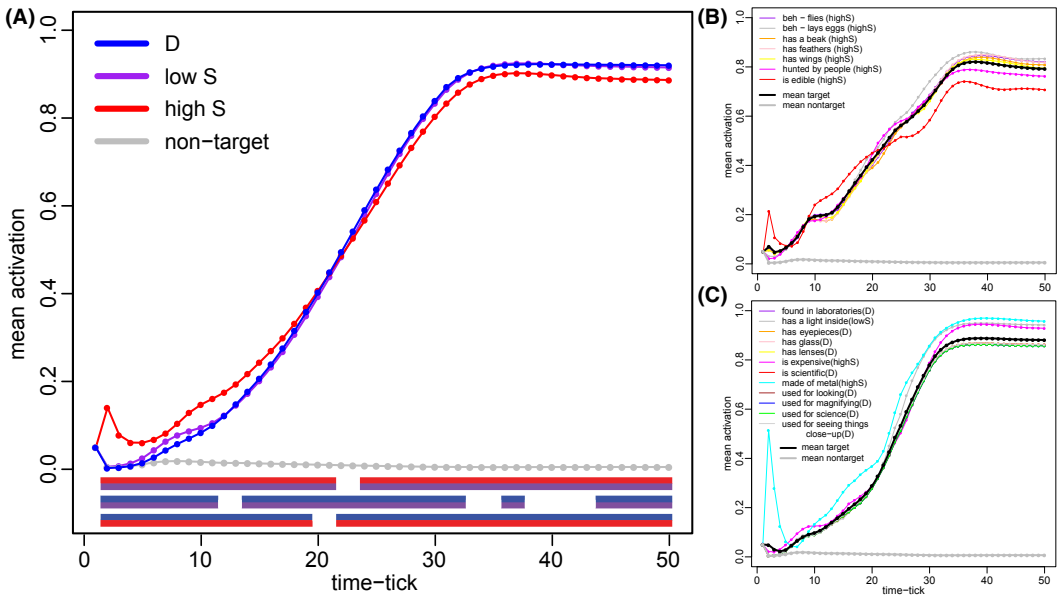 (A)
1.0
0.8
0.6
0.4
0.2
0.0
mean activation
D
low S
high S
non−target
0 10 20 30 40 50
time−tick
(B)
1.0
0.8
0.6
0.4
0.2
0.0
mean activation
beh − flies (highS)
beh − lays eggs (highS)
has a beak (highS)
has feathers (highS)
has wings (highS)
hunted by people (highS)
is edible (highS)
mean target
mean nontarget
0 10 20 30 40 50
(C)
1.0
0.8
0.6
0.4
0.2
0.0
mean activation
found in laboratories(D)
has a light inside(lowS)
has eyepieces(D)
has glass(D)
has lenses(D)
is expensive(highS)
is scientific(D)
made of metal(highS)
used for looking(D)
used for magnifying(D)
used for science(D)
used for seeing things
close−up(D)
mean target
mean nontarget
0 10 20 30 40 50
time−tick